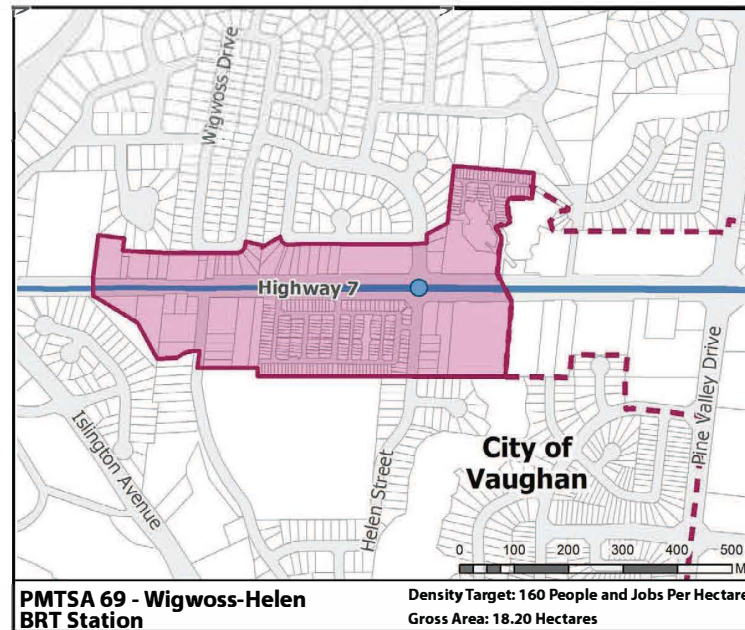 Wigwoss Drive
Highway 7
Pine Valley Drive
Islington Avenue
City of
Vaughan
Helen Street
0 100 200 300 400 500
M
PMTSA 69 - Wigwoss-Helen
BRT Station
Density Target: 160 People and Jobs Per Hectare
Gross Area: 18.20 Hectares